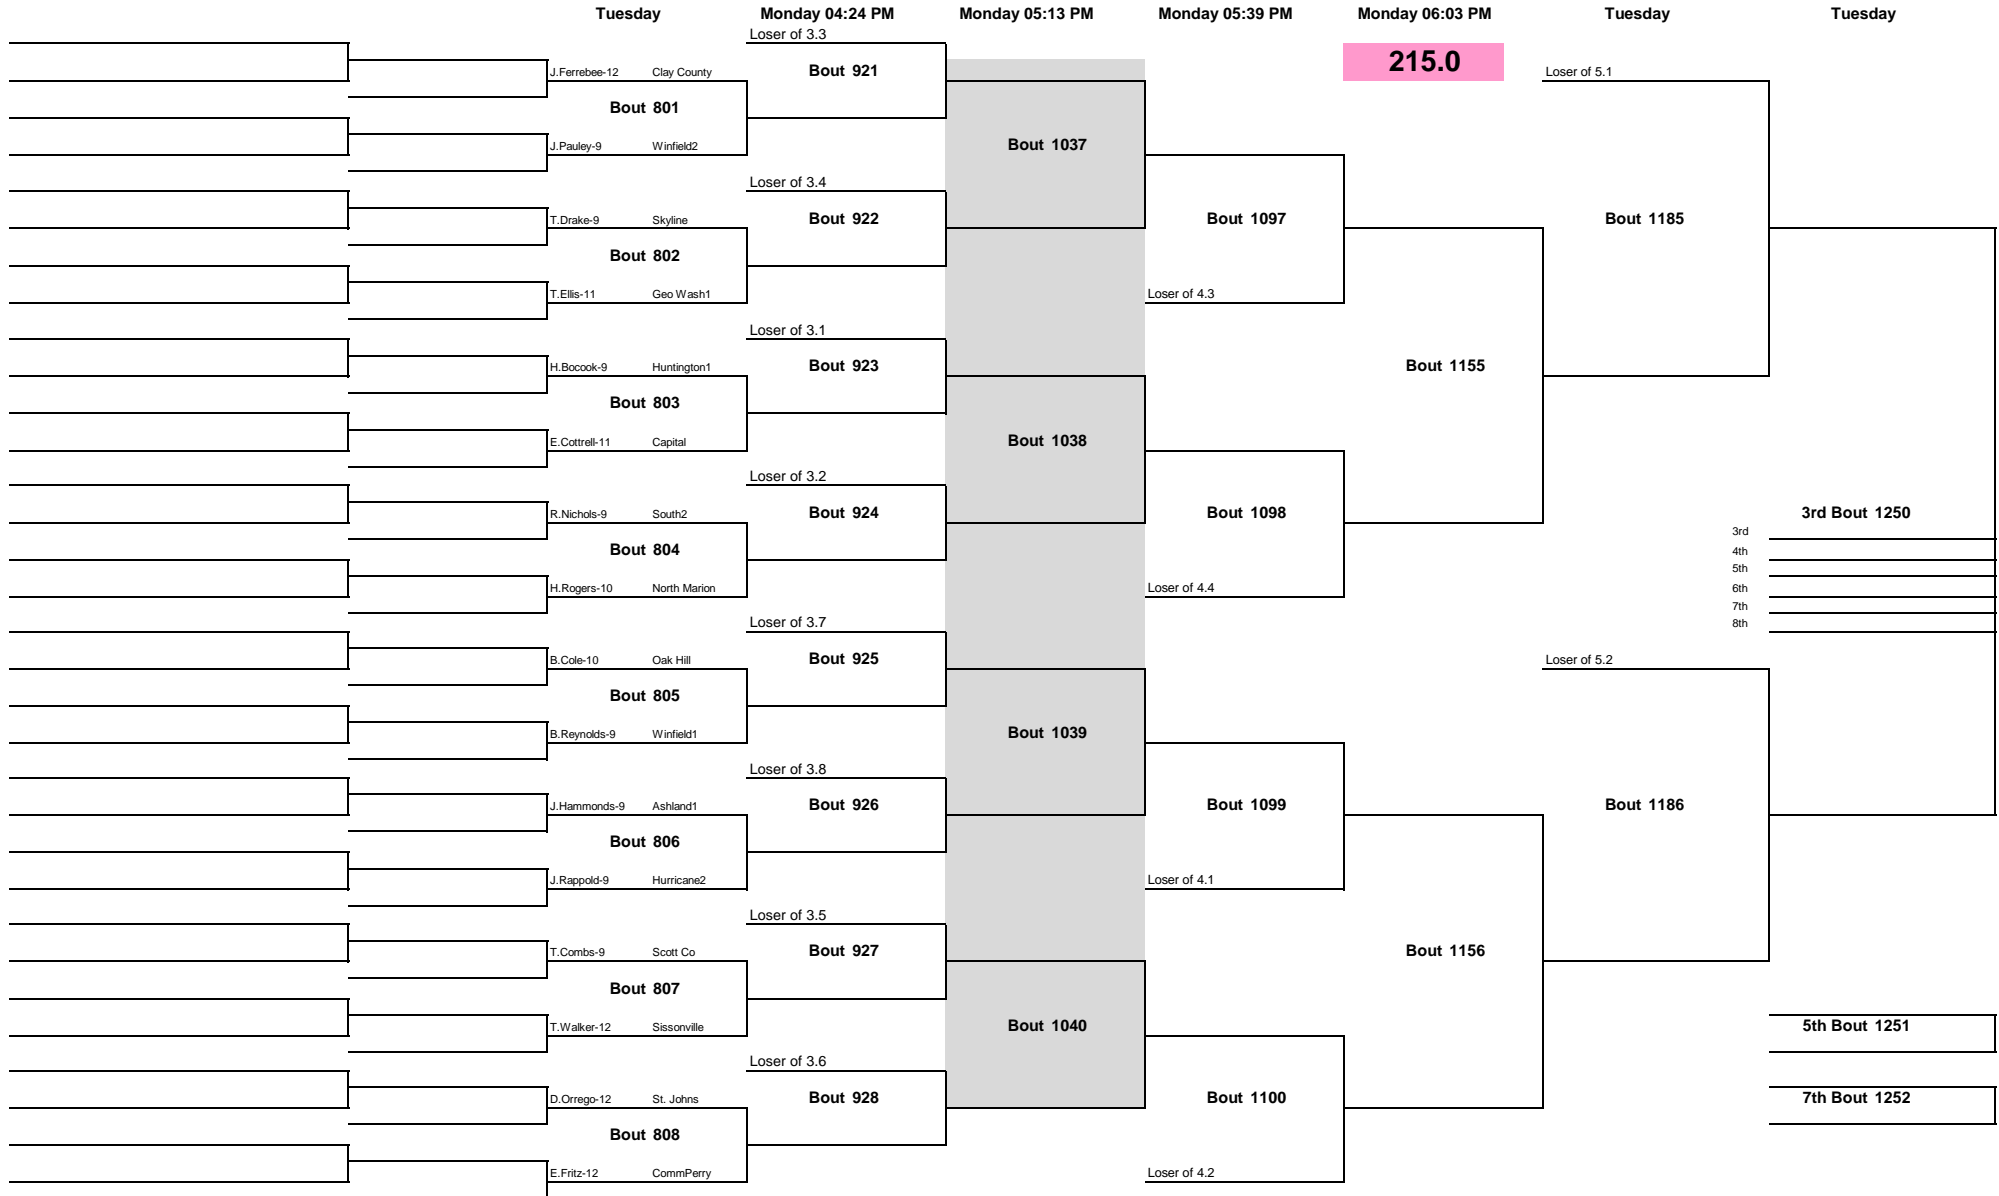 Tuesday Monday 04:24 PM Monday 05:13 PM Monday 05:39 PM Monday 06:03 PM Tuesday Tuesday
Loser of 3.3
215.0
J.Ferrebee-12 Clay County Bout 921 Loser of 5.1
Bout 801
J.Pauley-9 Winfield2 Bout 1037
Loser of 3.4
T.Drake-9 Skyline Bout 922 Bout 1097 Bout 1185
Bout 802
T.Ellis-11 Geo Wash1 Loser of 4.3
Loser of 3.1
H.Bocook-9 Huntington1 Bout 923 Bout 1155
Bout 803
E.Cottrell-11 Capital Bout 1038
Loser of 3.2
R.Nichols-9 South2 Bout 924 Bout 1098 3rd Bout 1250
3rd
Bout 804
4th
5th
H.Rogers-10 North Marion Loser of 4.4 6th
7th
Loser of 3.7 8th
B.Cole-10 Oak Hill Bout 925 Loser of 5.2
Bout 805
B.Reynolds-9 Winfield1 Bout 1039
Loser of 3.8
J.Hammonds-9 Ashland1 Bout 926 Bout 1099 Bout 1186
Bout 806
J.Rappold-9 Hurricane2 Loser of 4.1
Loser of 3.5
T.Combs-9 Scott Co Bout 927 Bout 1156
Bout 807
T.Walker-12 Sissonville Bout 1040 5th Bout 1251
Loser of 3.6
D.Orrego-12 St. Johns Bout 928 Bout 1100 7th Bout 1252
Bout 808
E.Fritz-12 CommPerry Loser of 4.2